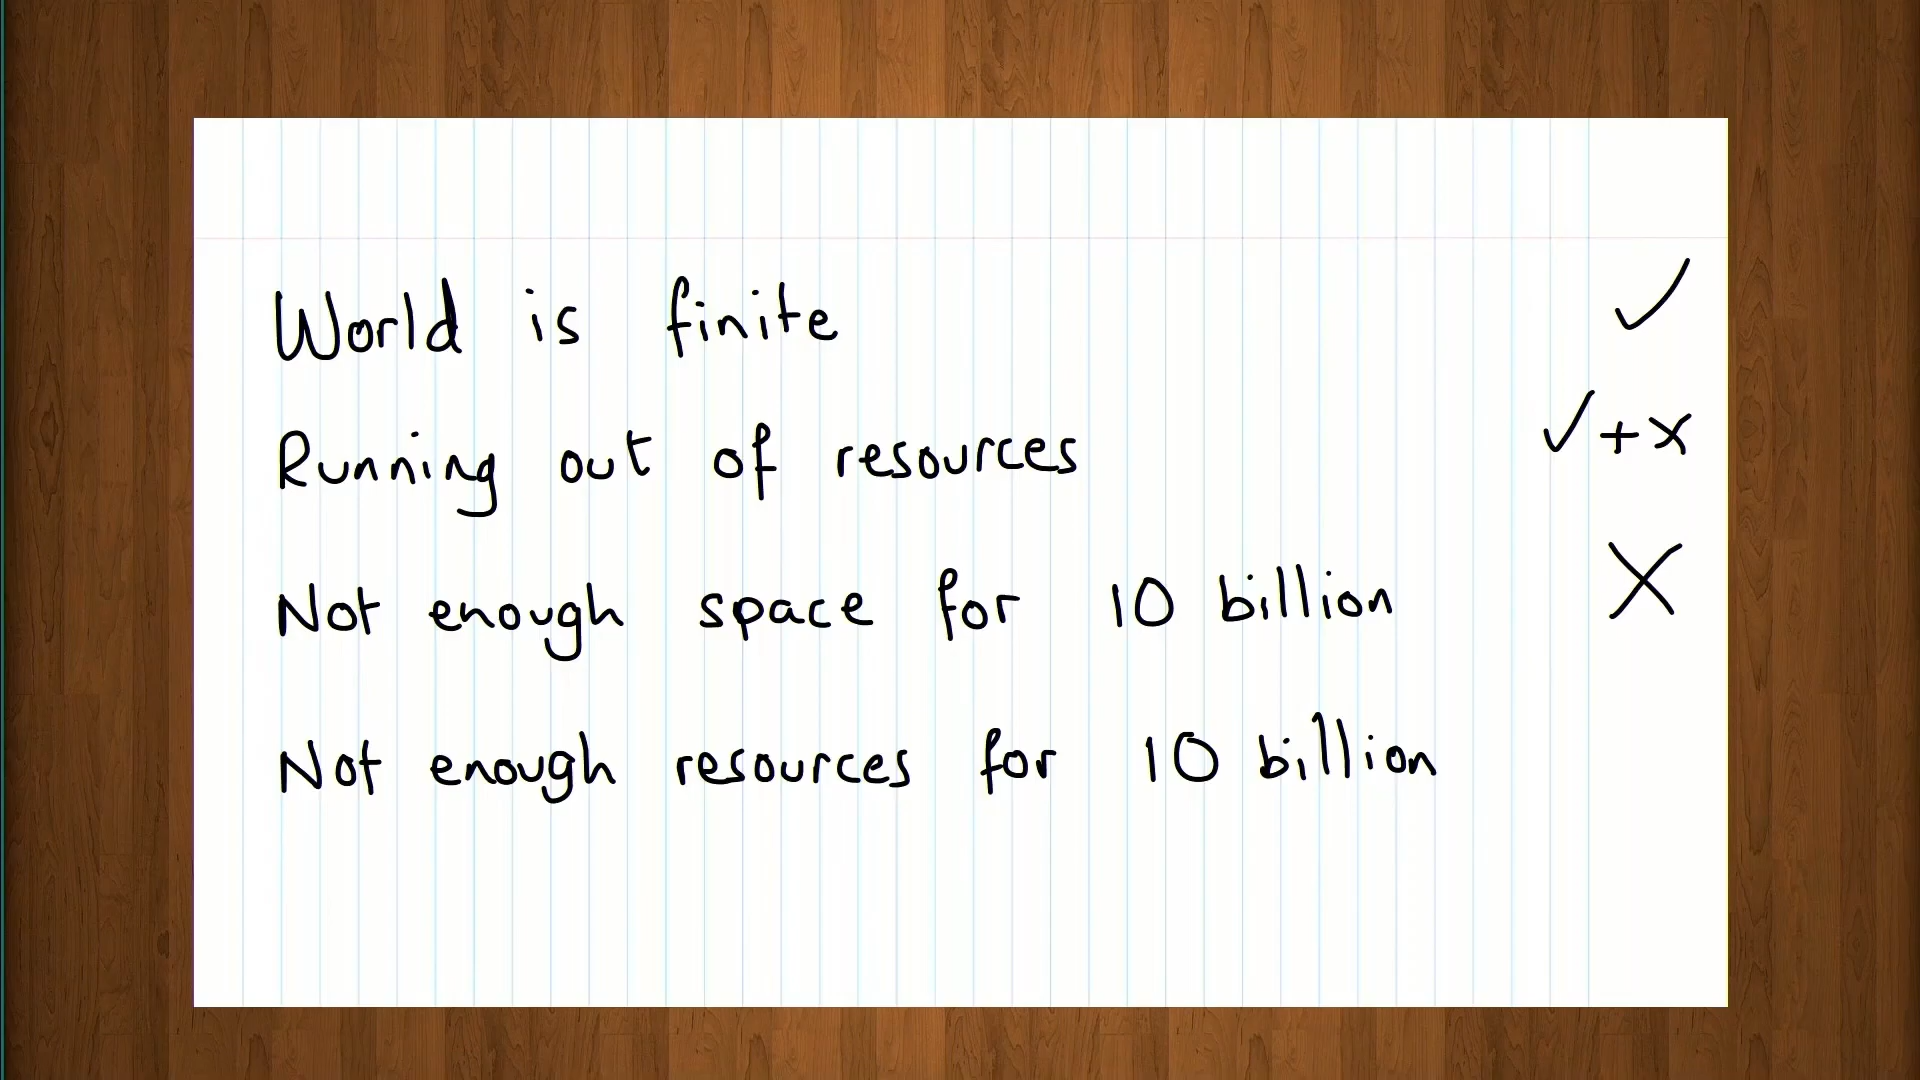 World is finite ✓
Running out of resources ✓+x
Not enough space for 10 billion X
Not enough resources for 10 billion